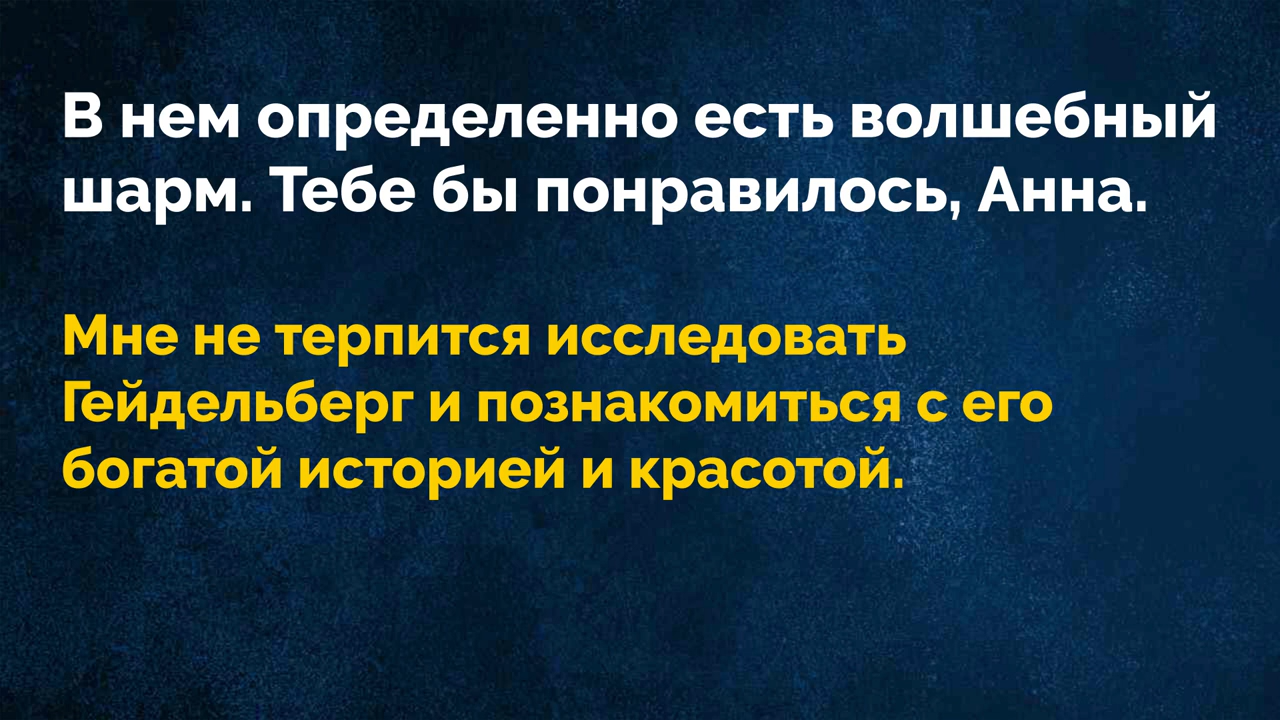 В нем определенно есть волшебный
шарм. Тебе бы понравилось, Анна.
Мне не терпится исследовать
Гейдельберг и познакомиться с его
богатой историей и красотой.